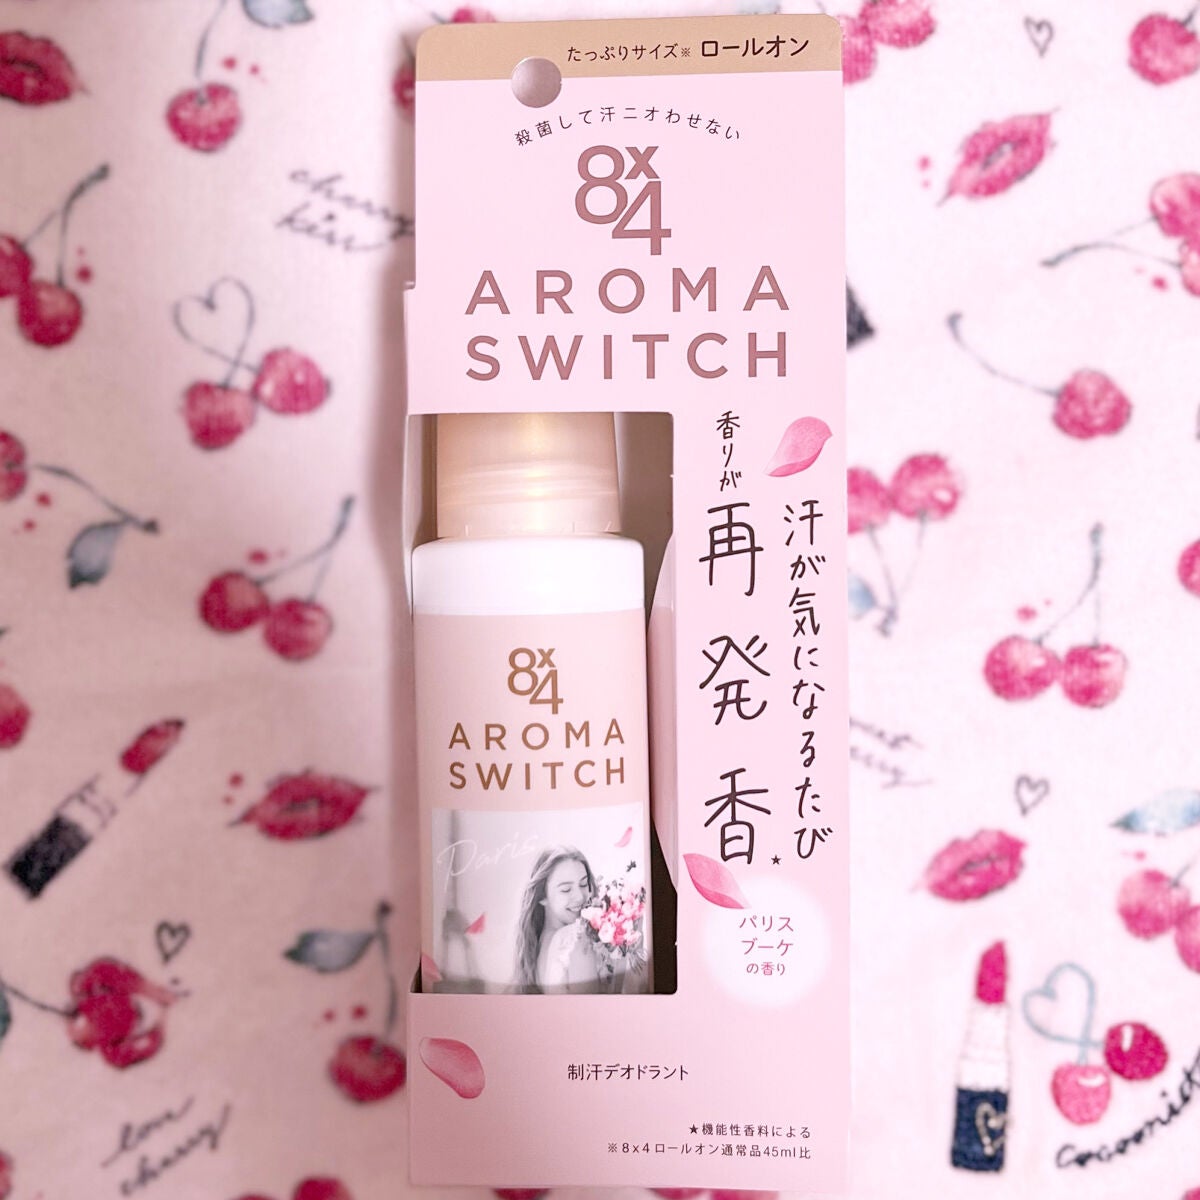 たっぷりサイズ※ ロールオン
殺菌して汗ニオわせない
8x4
AROMA
SWITCH
汗が気になるたび
香りが
再発香★
パリス
ブーケ
の香り
8x4
AROMA
SWITCH
Paris
制汗デオドラント
★機能性香料による
※8x4ロールオン通常品45ml比
cherry
kiss
love
cherry